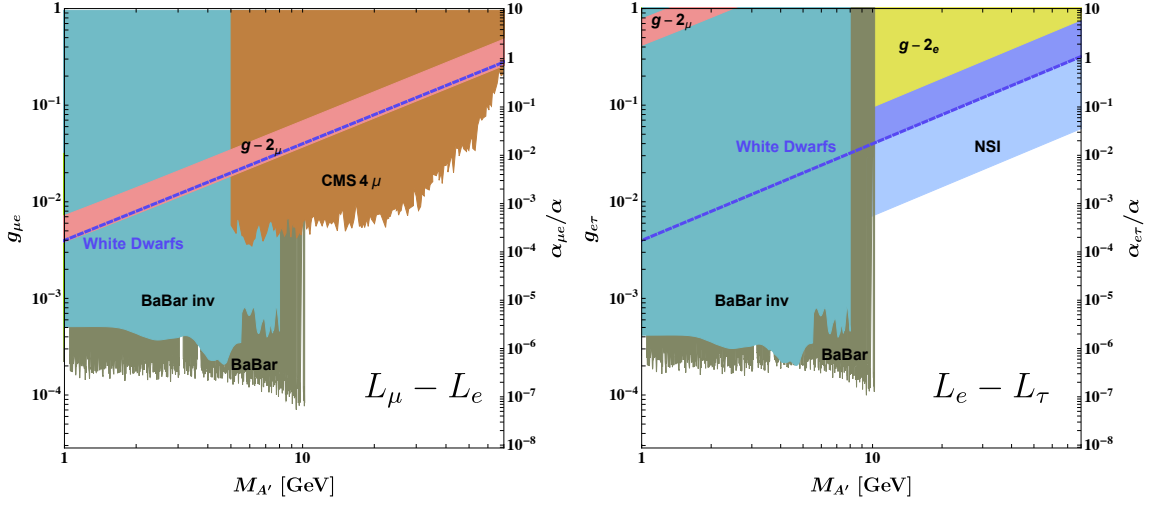 1
10⁻¹
10⁻²
10⁻³
10⁻⁴
g_μe
10
1
10⁻¹
10⁻²
10⁻³
10⁻⁴
10⁻⁵
10⁻⁶
10⁻⁷
10⁻⁸
α_μe/α
g − 2_μ
CMS 4 μ
White Dwarfs
BaBar inv
BaBar
L_μ − L_e
1
10
M_A′ [GeV]
1
10⁻¹
10⁻²
10⁻³
10⁻⁴
g_eτ
10
1
10⁻¹
10⁻²
10⁻³
10⁻⁴
10⁻⁵
10⁻⁶
10⁻⁷
10⁻⁸
α_eτ/α
g − 2_μ
g − 2_e
White Dwarfs
NSI
BaBar inv
BaBar
L_e − L_τ
1
10
M_A′ [GeV]